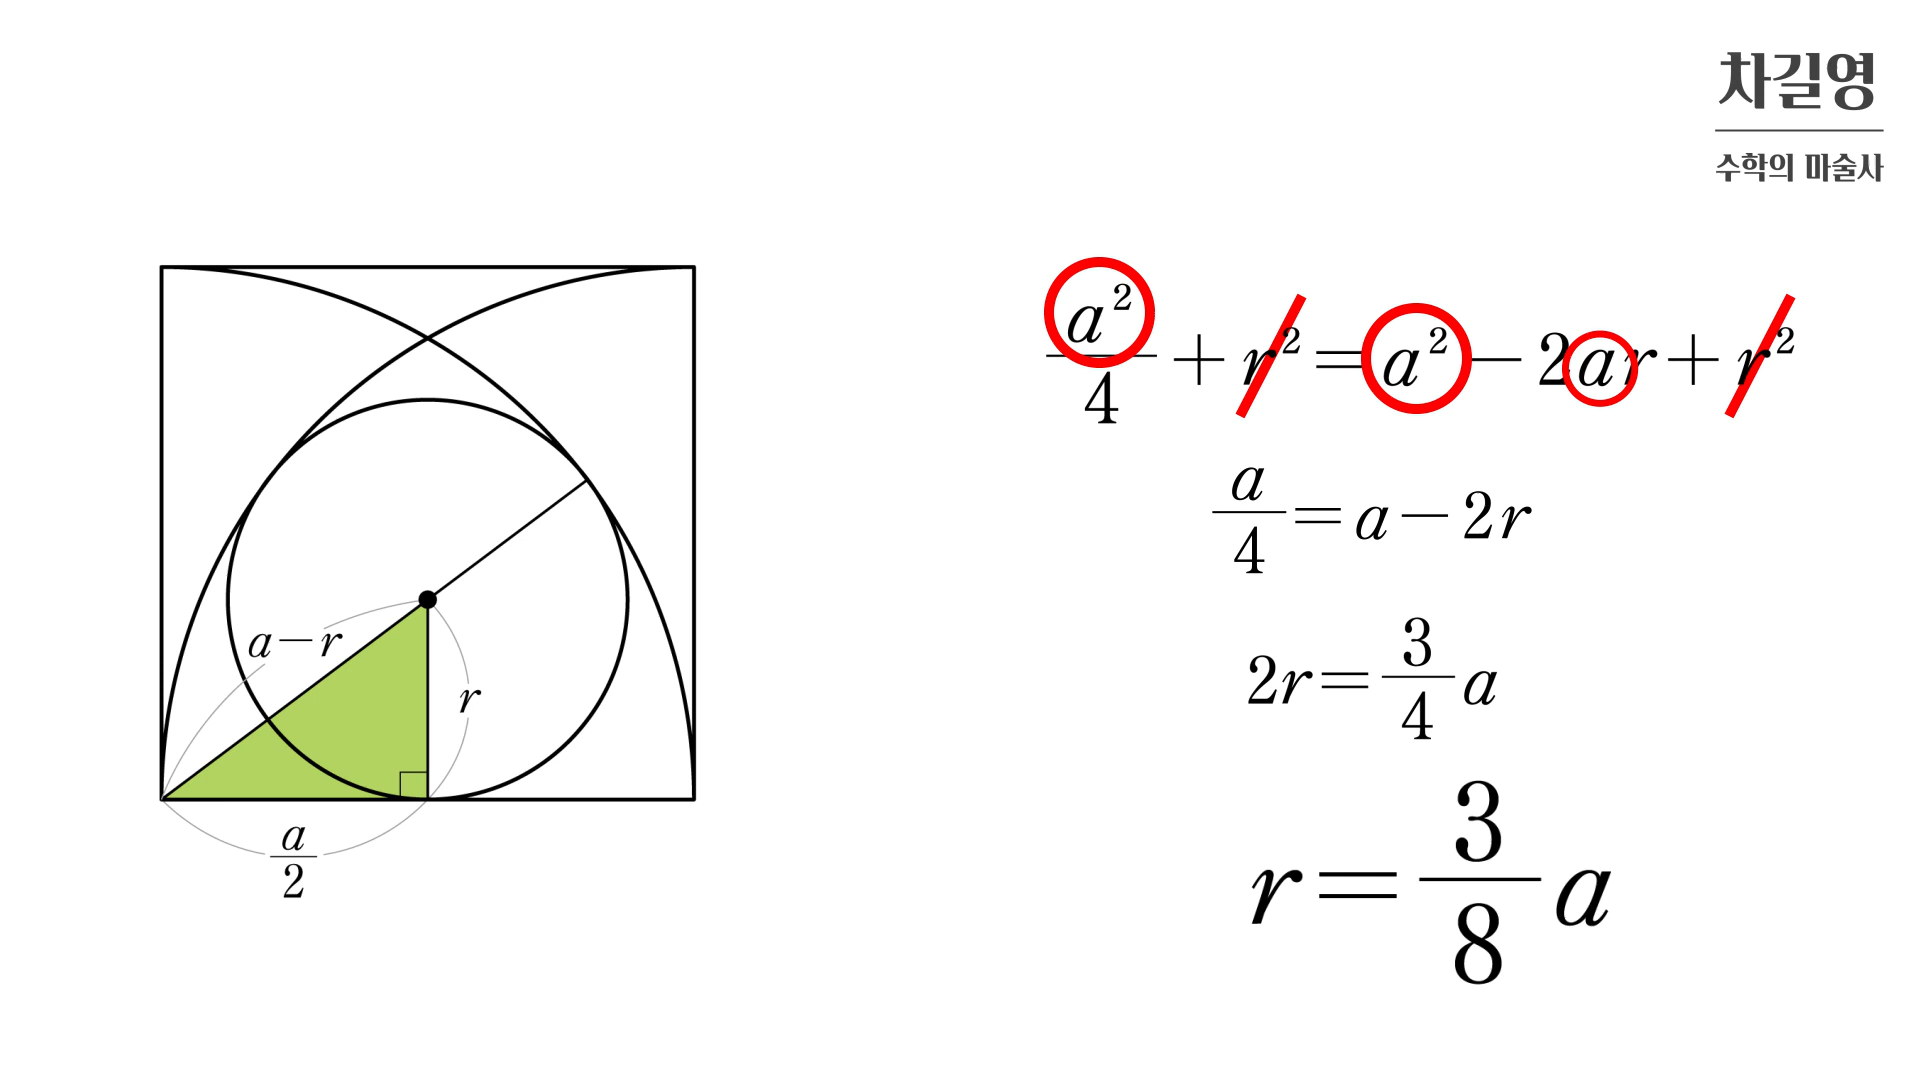 차길영
수학의 마술사
a²/4 + r² = a² − 2ar + r²
a/4 = a − 2r
2r = 3/4 a
r = 3/8 a
a − r
r
a/2